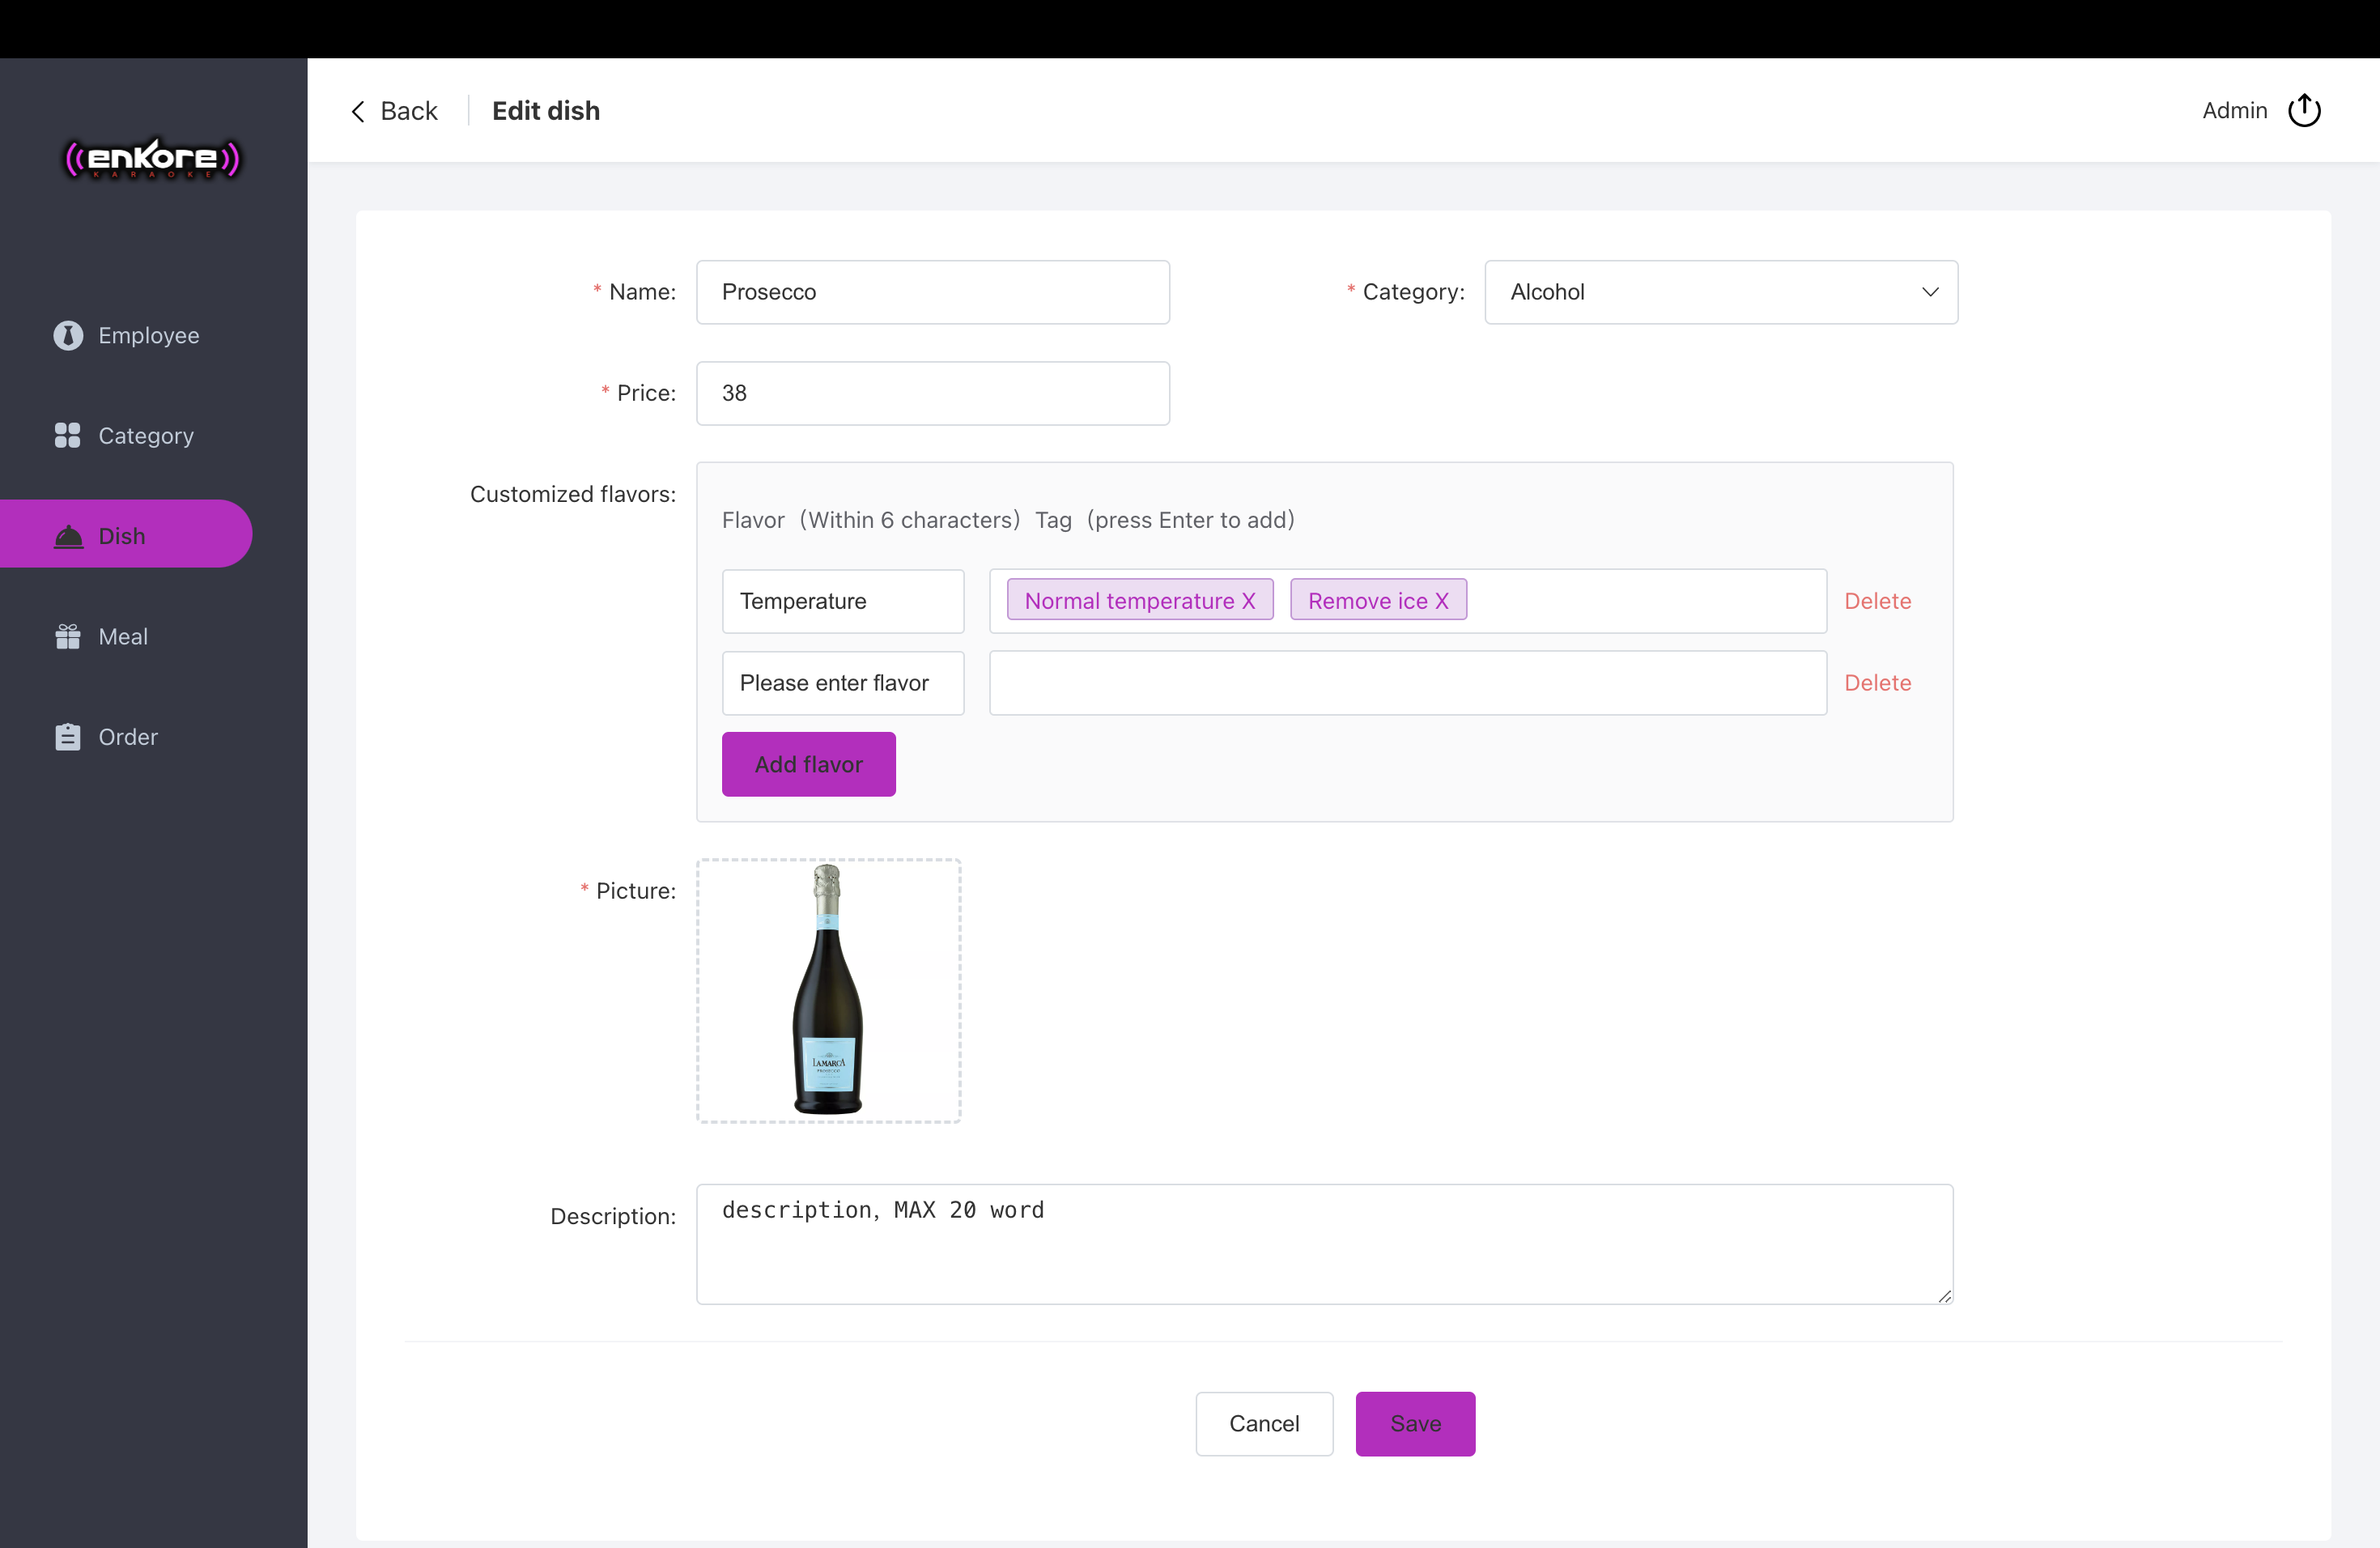 Back
Edit dish
Admin
enkore
KARAOKE
Employee
Category
Dish
Meal
Order
* Name:
Prosecco
* Category:
Alcohol
* Price:
38
Customized flavors:
Flavor（Within 6 characters） Tag（press Enter to add）
Temperature
Normal temperature X
Remove ice X
Delete
Please enter flavor
Delete
Add flavor
* Picture:
LAMARCA
PROSECCO
Description:
description, MAX 20 word
Cancel
Save